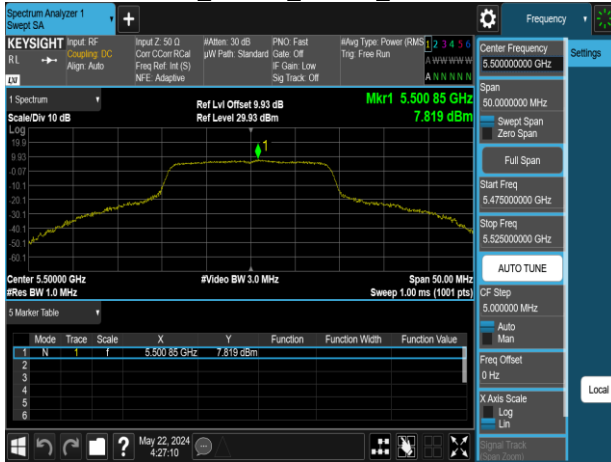 Spectrum Analyzer 1
Swept SA
Frequency
KEYSIGHT
RL
LXI
Input: RF
Coupling: DC
Align: Auto
Input Z: 50 Ω
Corr CCorr RCal
Freq Ref: Int (S)
NFE: Adaptive
#Atten: 30 dB
µW Path: Standard
PNO: Fast
Gate: Off
IF Gain: Low
Sig Track: Off
#Avg Type: Power (RMS
Trig: Free Run
1 2 3 4 5 6
A W W W W W
A N N N N N
Center Frequency
5.500000000 GHz
Settings
1 Spectrum
Scale/Div 10 dB
Ref Lvl Offset 9.93 dB
Ref Level 29.93 dBm
Mkr1 5.500 85 GHz
7.819 dBm
Log
19.9
9.93
-0.07
-10.1
-20.1
-30.1
-40.1
-50.1
-60.1
1
Center 5.50000 GHz
#Res BW 1.0 MHz
#Video BW 3.0 MHz
Span 50.00 MHz
Sweep 1.00 ms (1001 pts)
Span
50.0000000 MHz
Swept Span
Zero Span
Full Span
Start Freq
5.475000000 GHz
Stop Freq
5.525000000 GHz
AUTO TUNE
CF Step
5.000000 MHz
Auto
Man
Freq Offset
0 Hz
X Axis Scale
Log
Lin
Signal Track
(Span Zoom)
Local
5 Marker Table
Mode Trace Scale X Y Function Function Width Function Value
1 N 1 f 5.500 85 GHz 7.819 dBm
2
3
4
5
6
?
May 22, 2024
4:27:10